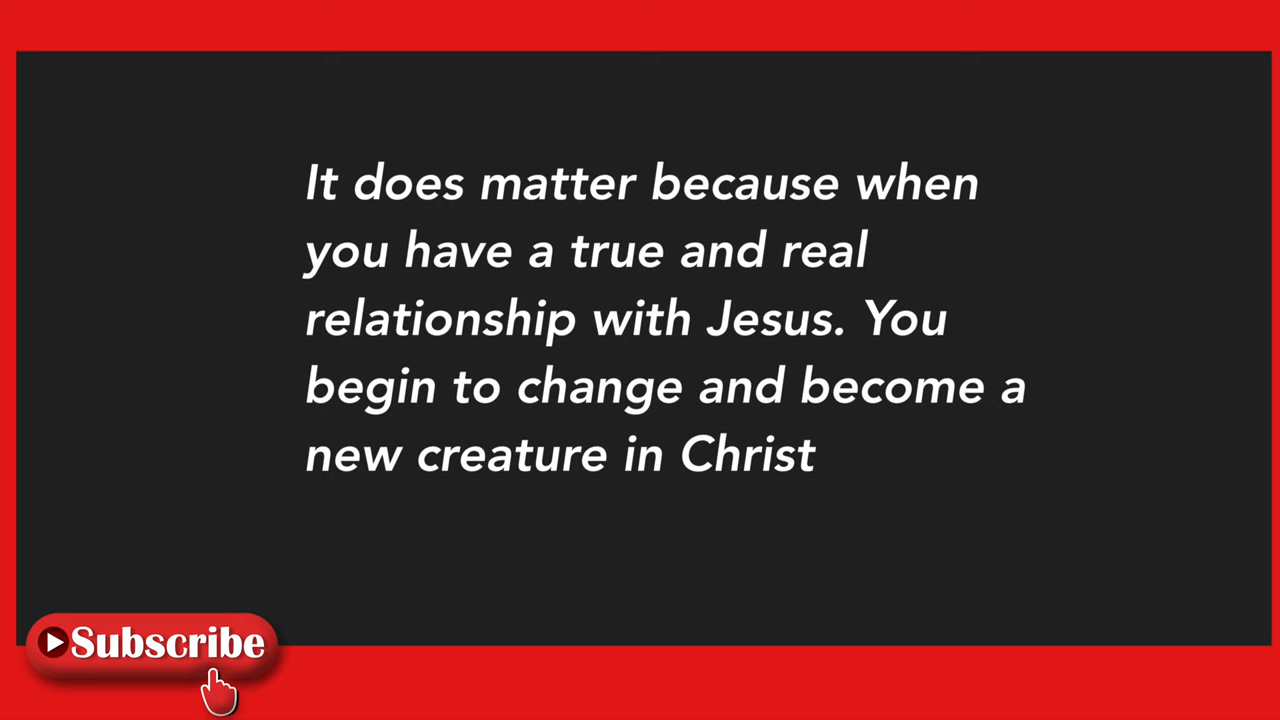 It does matter because when
you have a true and real
relationship with Jesus. You
begin to change and become a
new creature in Christ
Subscribe